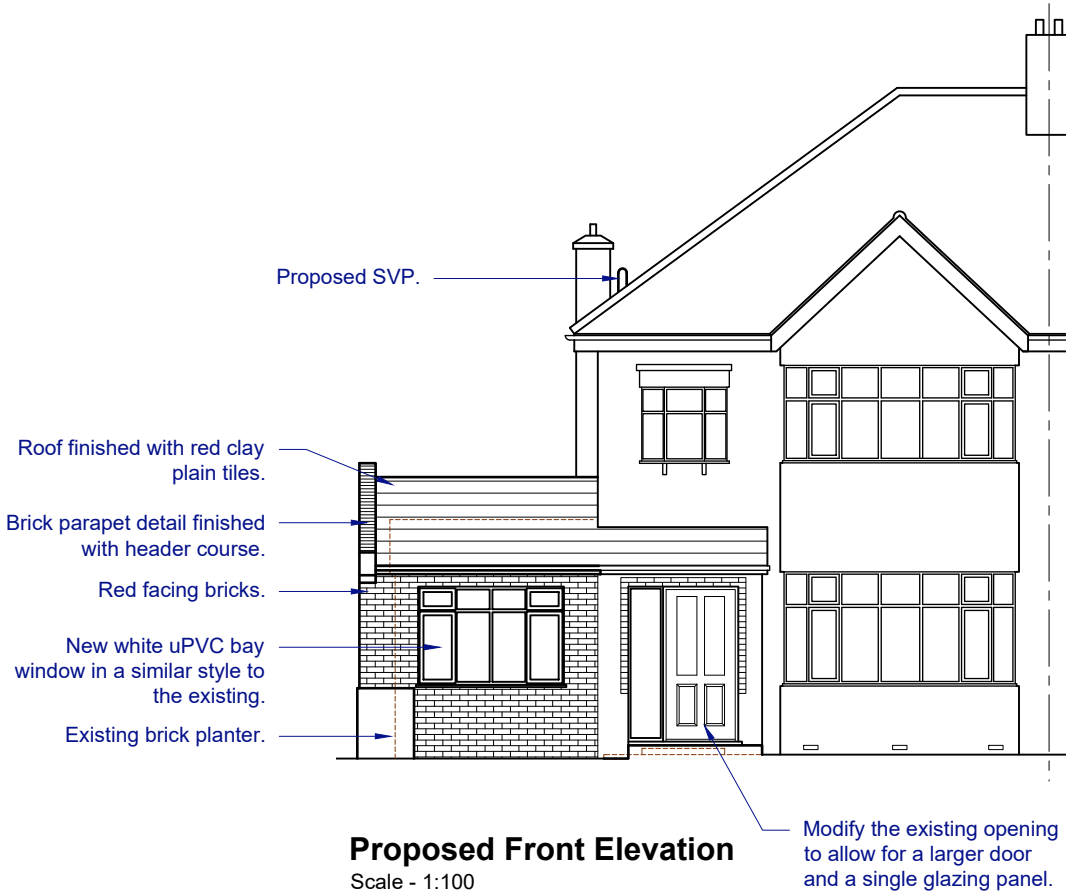 Proposed SVP.
Roof finished with red clay
plain tiles.
Brick parapet detail finished
with header course.
Red facing bricks.
New white uPVC bay
window in a similar style to
the existing.
Existing brick planter.
Modify the existing opening
to allow for a larger door
and a single glazing panel.
Proposed Front Elevation
Scale - 1:100